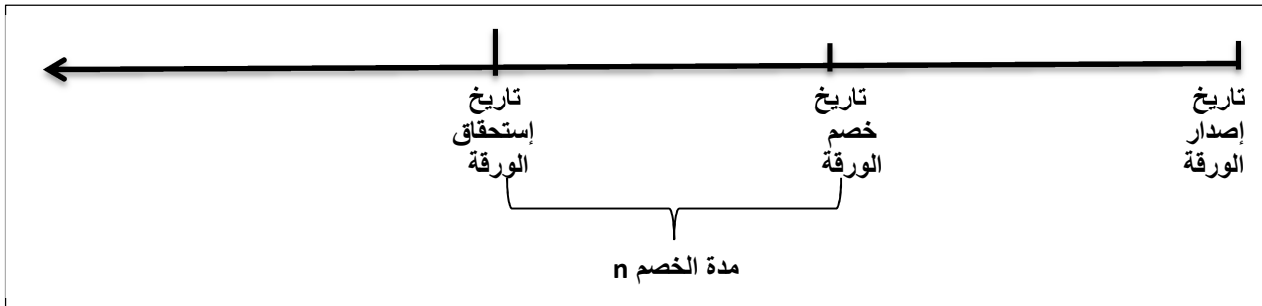 تاريخ
إصدار
الورقة
تاريخ
خصم
الورقة
تاريخ
إستحقاق
الورقة
مدة الخصم n